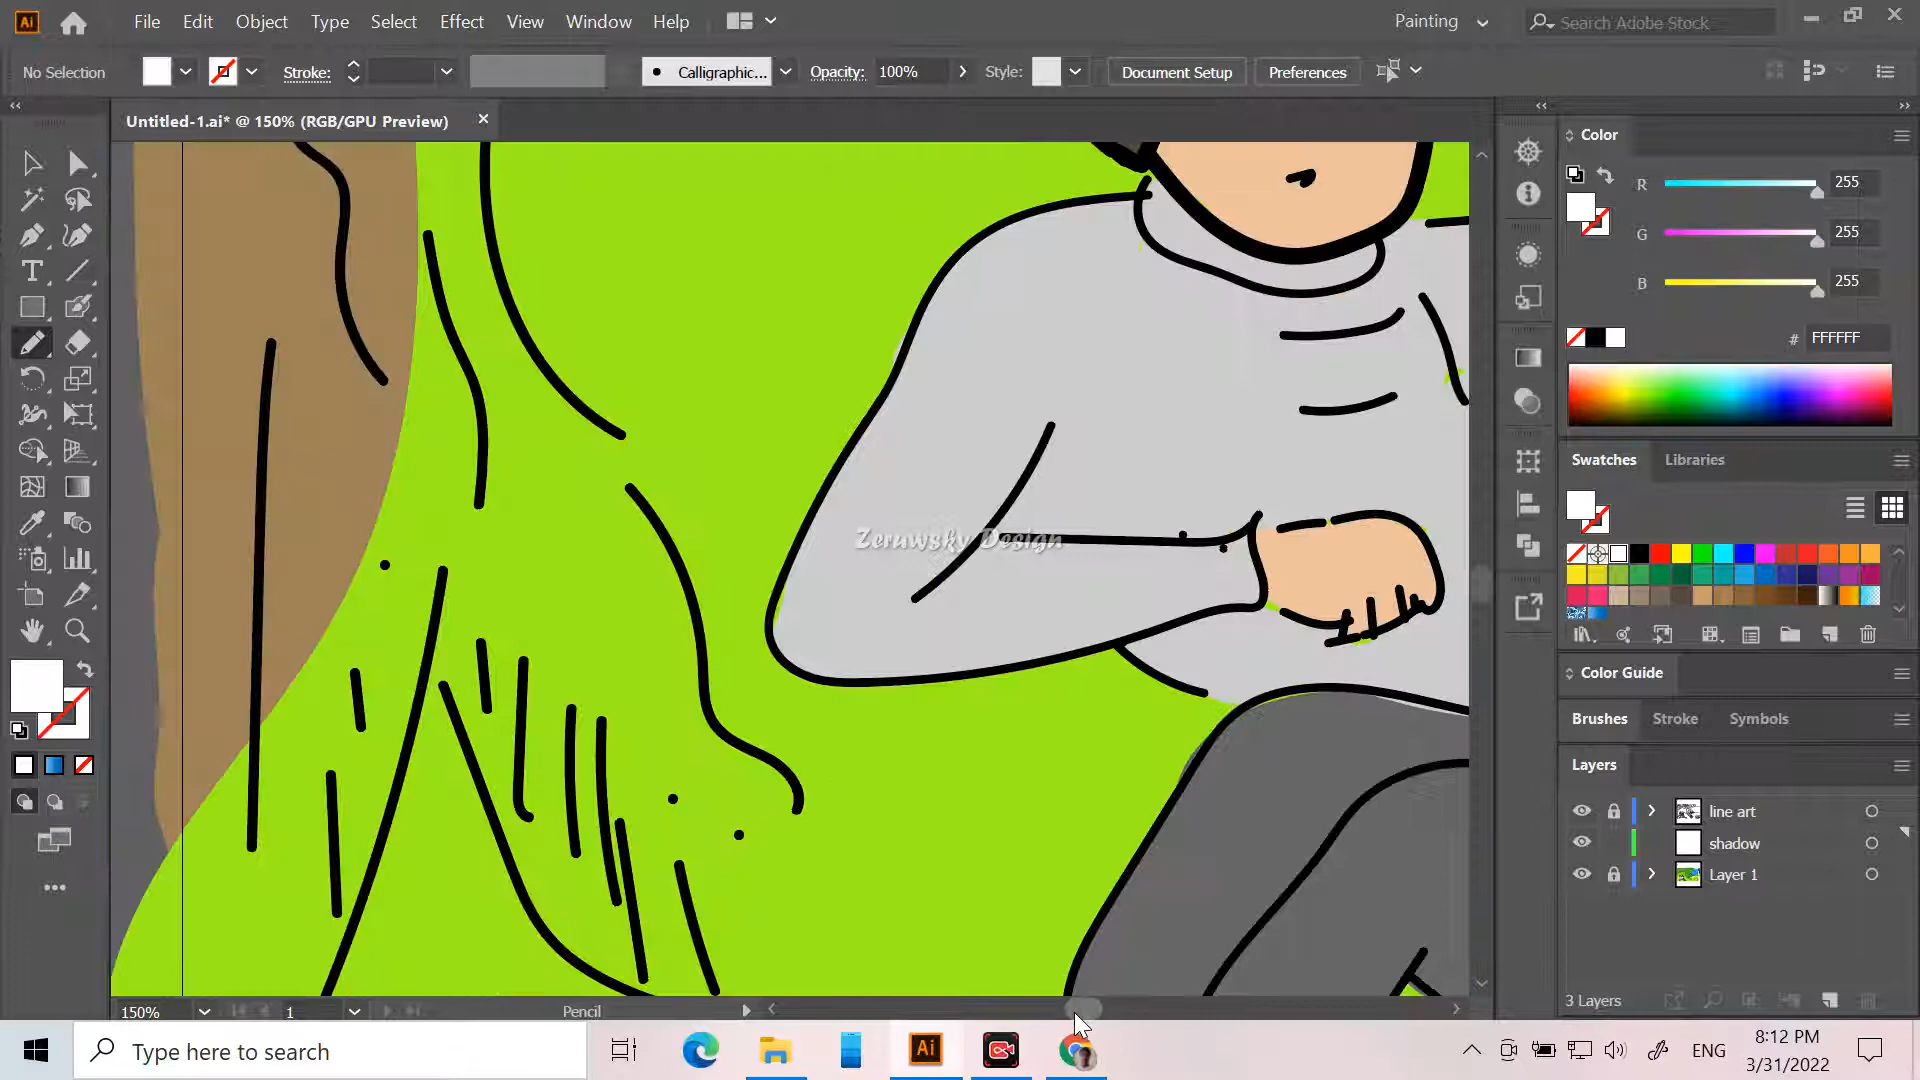 Ai File Edit Object Type Select Effect View Window Help Painting Search Adobe Stock
No Selection Stroke: Calligraphic... Opacity: 100% Style: Document Setup Preferences
Untitled-1.ai* @ 150% (RGB/GPU Preview)
Color
R 255
G 255
B 255
# FFFFFF
Swatches Libraries
Zeruwsky Design
Color Guide
Brushes Stroke Symbols
Layers
line art
shadow
Layer 1
3 Layers
150% 1 Pencil
Type here to search
Ai
ENG
8:12 PM
3/31/2022